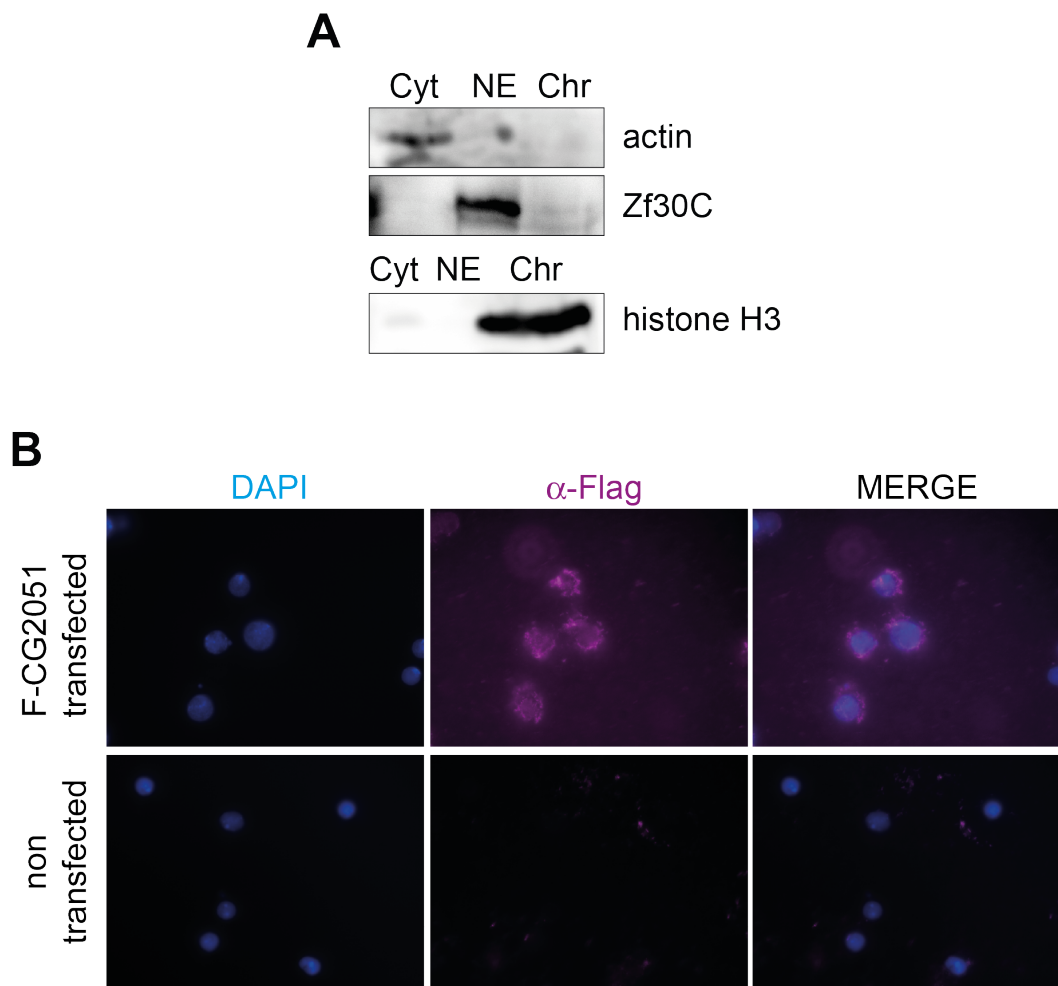 A
Cyt NE Chr
actin
Zf30C
Cyt NE Chr
histone H3
B
DAPI α-Flag MERGE
F-CG2051
transfected
non
transfected